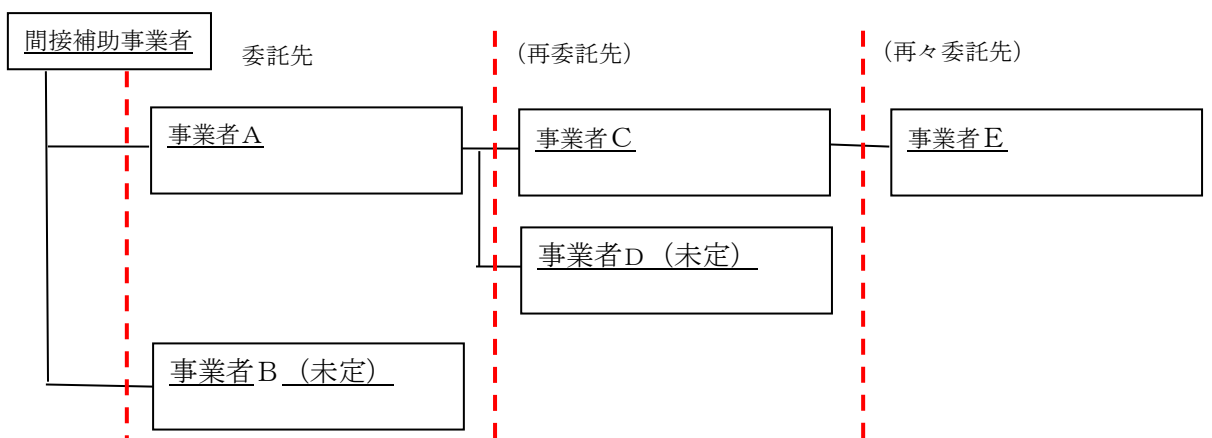 間接補助事業者
委託先
（再委託先）
（再々委託先）
事業者A
事業者C
事業者E
事業者D（未定）
事業者B（未定）